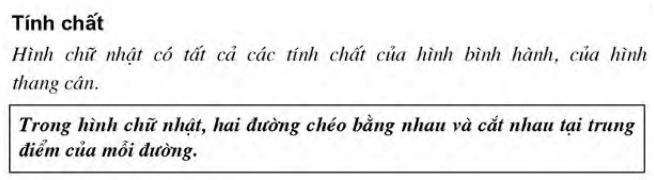 Tính chất
Hình chữ nhật có tất cả các tính chất của hình bình hành, của hình
thang cân.
Trong hình chữ nhật, hai đường chéo bằng nhau và cắt nhau tại trung
điểm của mỗi đường.